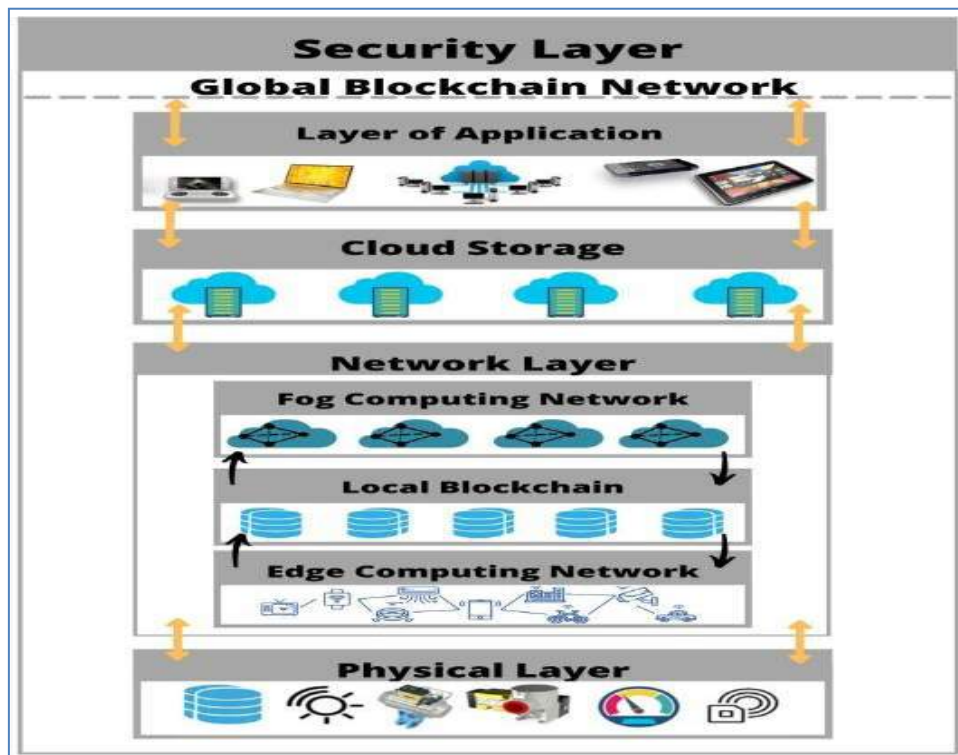 Security Layer
Global Blockchain Network
Layer of Application
Cloud Storage
Network Layer
Fog Computing Network
Local Blockchain
Edge Computing Network
Physical Layer